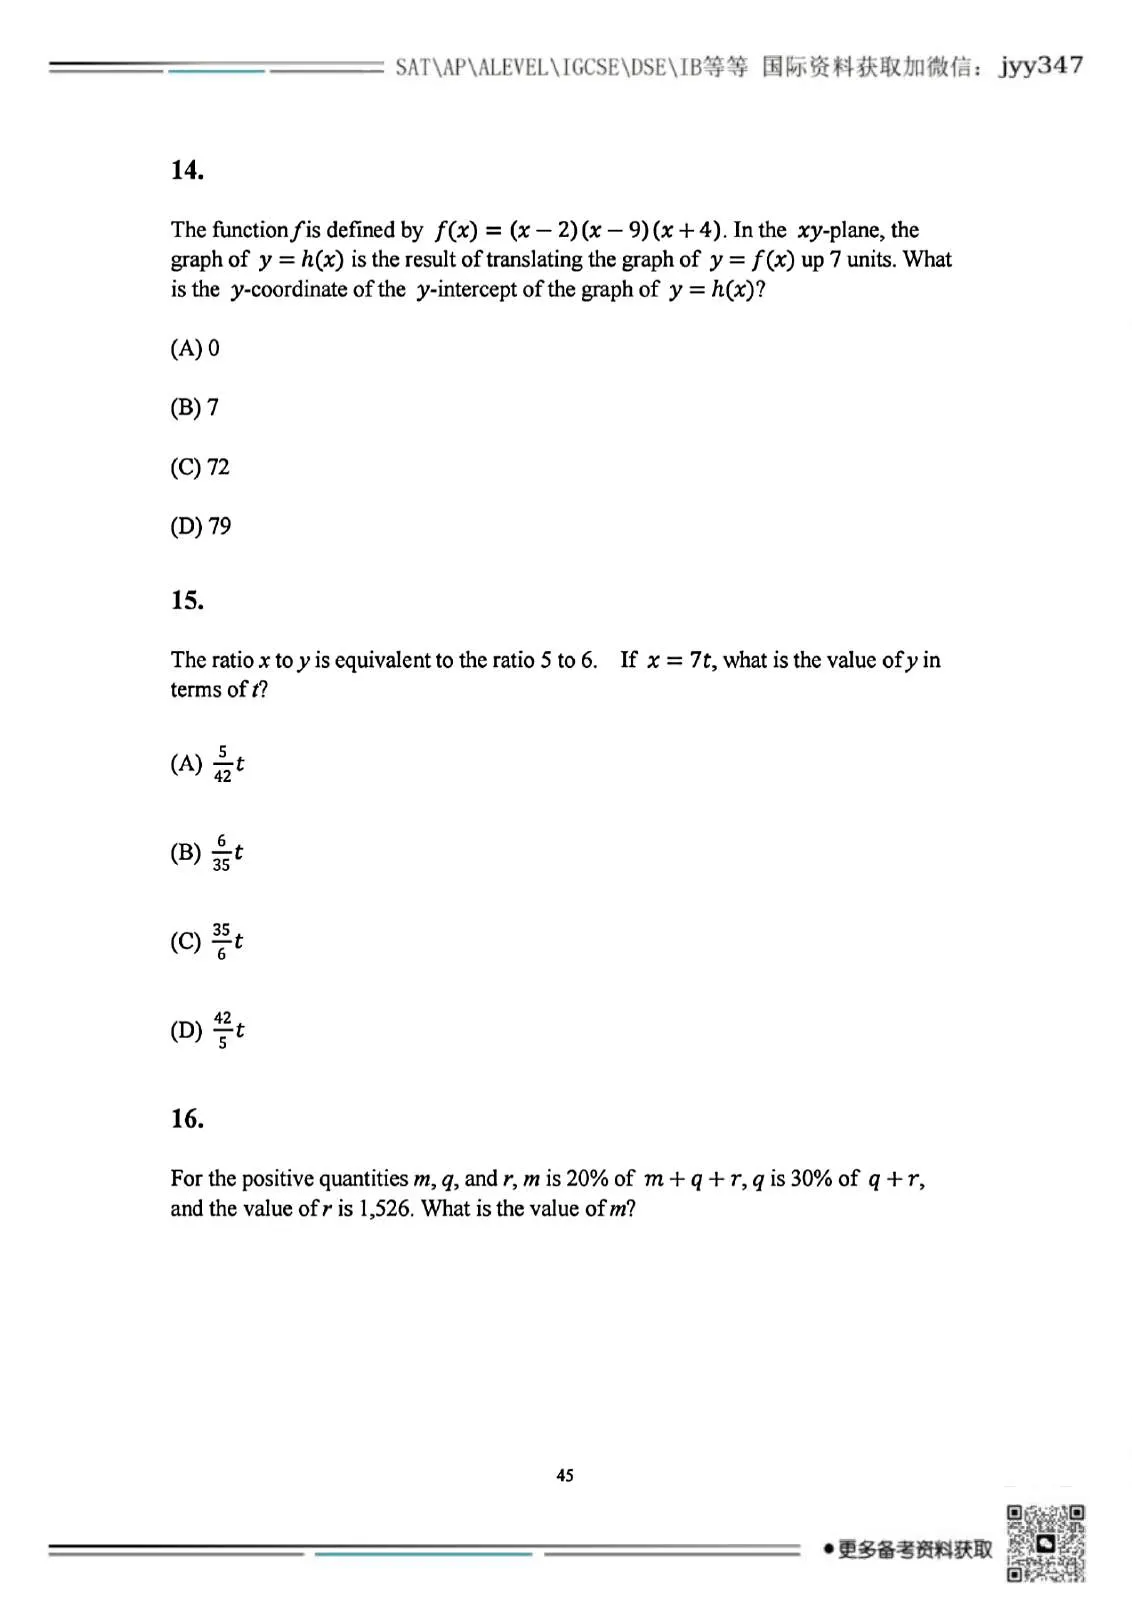 SAT\AP\ALEVEL\IGCSE\DSE\IB等等 国际资料获取加微信：jyy347
14.
The function f is defined by f(x) = (x − 2)(x − 9)(x + 4). In the xy-plane, the
graph of y = h(x) is the result of translating the graph of y = f(x) up 7 units. What
is the y-coordinate of the y-intercept of the graph of y = h(x)?
(A) 0
(B) 7
(C) 72
(D) 79
15.
The ratio x to y is equivalent to the ratio 5 to 6. If x = 7t, what is the value of y in
terms of t?
(A) 5/42 t
(B) 6/35 t
(C) 35/6 t
(D) 42/5 t
16.
For the positive quantities m, q, and r, m is 20% of m + q + r, q is 30% of q + r,
and the value of r is 1,526. What is the value of m?
45
●更多备考资料获取